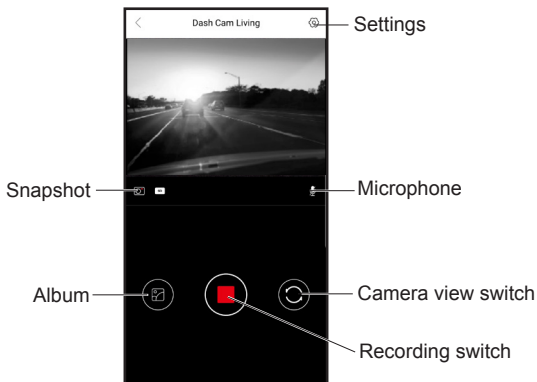 Dash Cam Living
Settings
Snapshot
Microphone
Album
Camera view switch
Recording switch